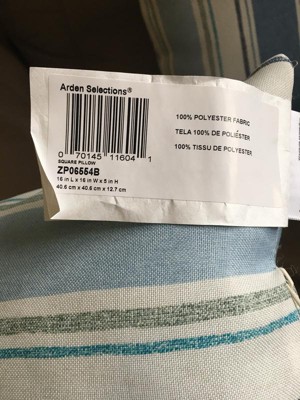 Arden Selections®
0 70145 11604 1
SQUARE PILLOW
ZP06554B
16 in L x 16 in W x 5 in H
40.6 cm x 40.6 cm x 12.7 cm
100% POLYESTER FABRIC
TELA 100% DE POLIÉSTER
100% TISSU DE POLYESTER